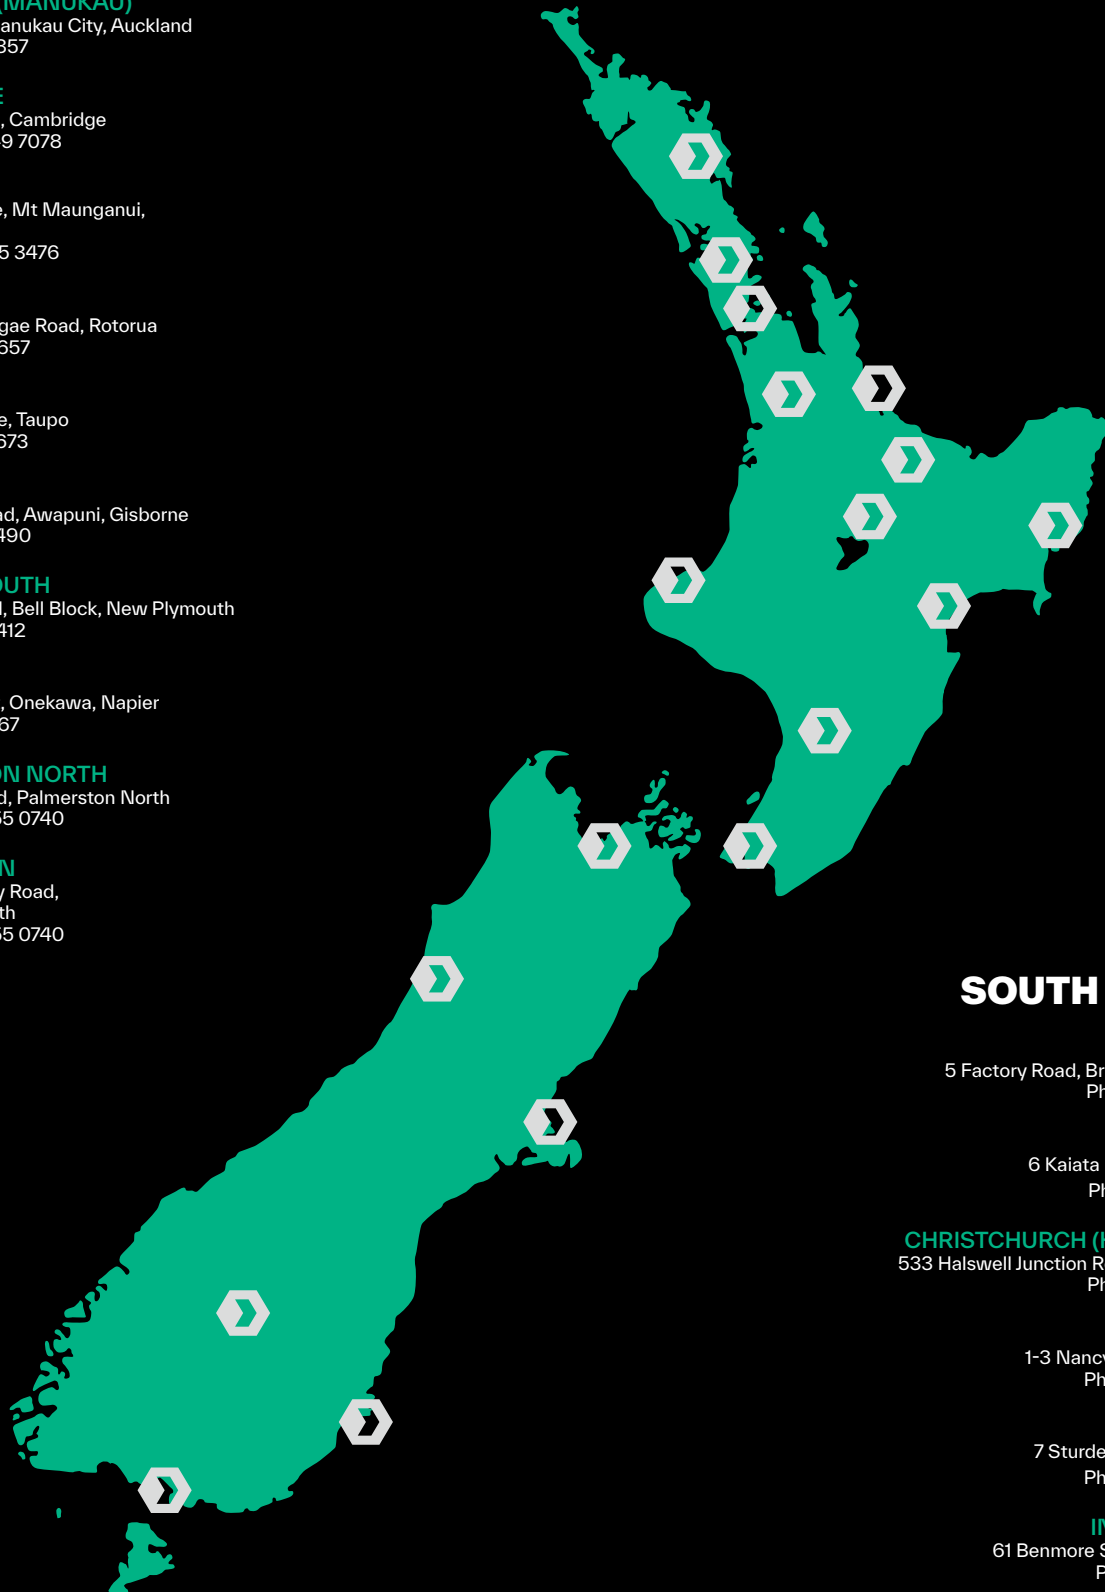 (MANUKAU)
anukau City, Auckland
357
E
, Cambridge
9 7078
e, Mt Maunganui,
5 3476
gae Road, Rotorua
657
e, Taupo
673
ad, Awapuni, Gisborne
490
OUTH
l, Bell Block, New Plymouth
412
, Onekawa, Napier
67
ON NORTH
d, Palmerston North
55 0740
N
y Road,
th
55 0740
SOUTH
5 Factory Road, Br
Ph
6 Kaiata
Ph
CHRISTCHURCH (H
533 Halswell Junction R
Ph
1-3 Nancy
Ph
7 Sturde
Ph
IN
61 Benmore S
P